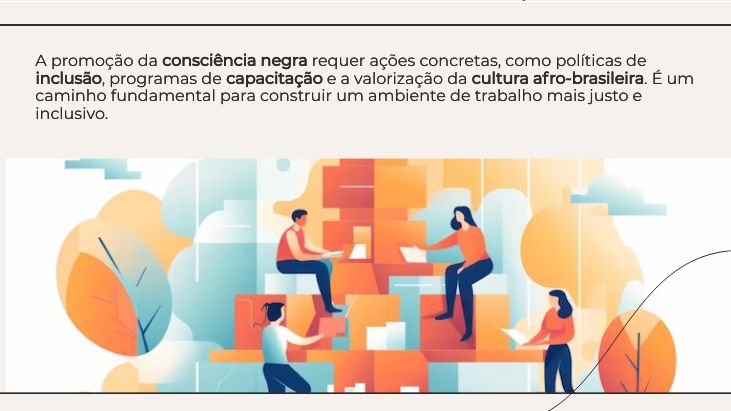 A promoção da consciência negra requer ações concretas, como políticas de
inclusão, programas de capacitação e a valorização da cultura afro-brasileira. É um
caminho fundamental para construir um ambiente de trabalho mais justo e
inclusivo.